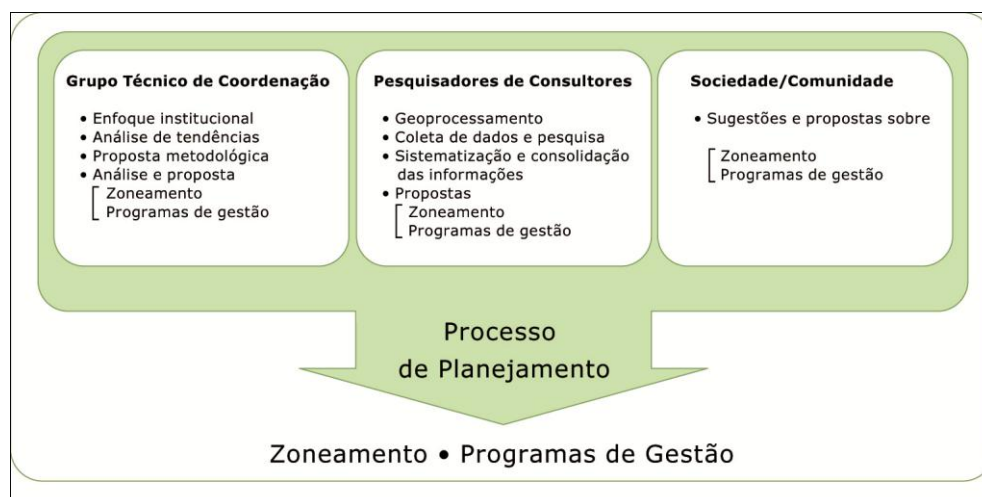 Grupo Técnico de Coordenação
• Enfoque institucional
• Análise de tendências
• Proposta metodológica
• Análise e proposta
Zoneamento
Programas de gestão
Pesquisadores de Consultores
• Geoprocessamento
• Coleta de dados e pesquisa
• Sistematização e consolidação
das informações
• Propostas
Zoneamento
Programas de gestão
Sociedade/Comunidade
• Sugestões e propostas sobre
Zoneamento
Programas de gestão
Processo
de Planejamento
Zoneamento • Programas de Gestão